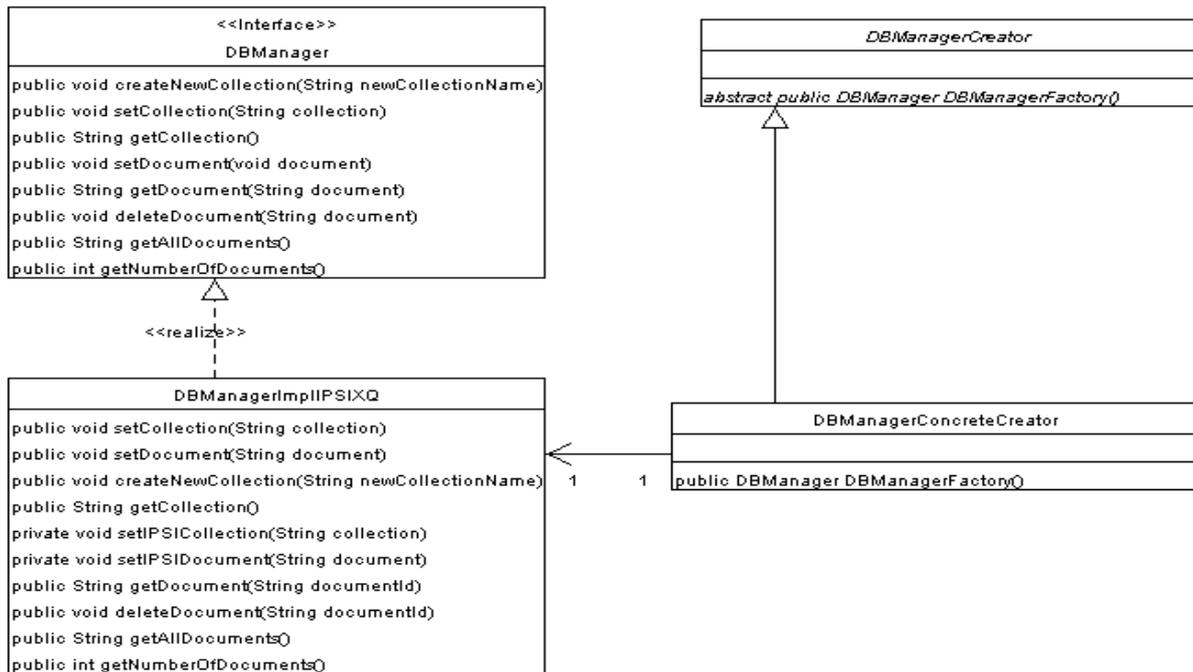 <<Interface>>
DBManager
public void createNewCollection(String newCollectionName)
public void setCollection(String collection)
public String getCollection()
public void setDocument(void document)
public String getDocument(String document)
public void deleteDocument(String document)
public String getAllDocuments()
public int getNumberOfDocuments()
DBManagerCreator
abstract public DBManager DBManagerFactory()
<<realize>>
DBManagerImplIPSIXQ
public void setCollection(String collection)
public void setDocument(String document)
public void createNewCollection(String newCollectionName)
public String getCollection()
private void setIPSICollection(String collection)
private void setIPSIDocument(String document)
public String getDocument(String documentId)
public void deleteDocument(String documentId)
public String getAllDocuments()
public int getNumberOfDocuments()
1 1
DBManagerConcreteCreator
public DBManager DBManagerFactory()